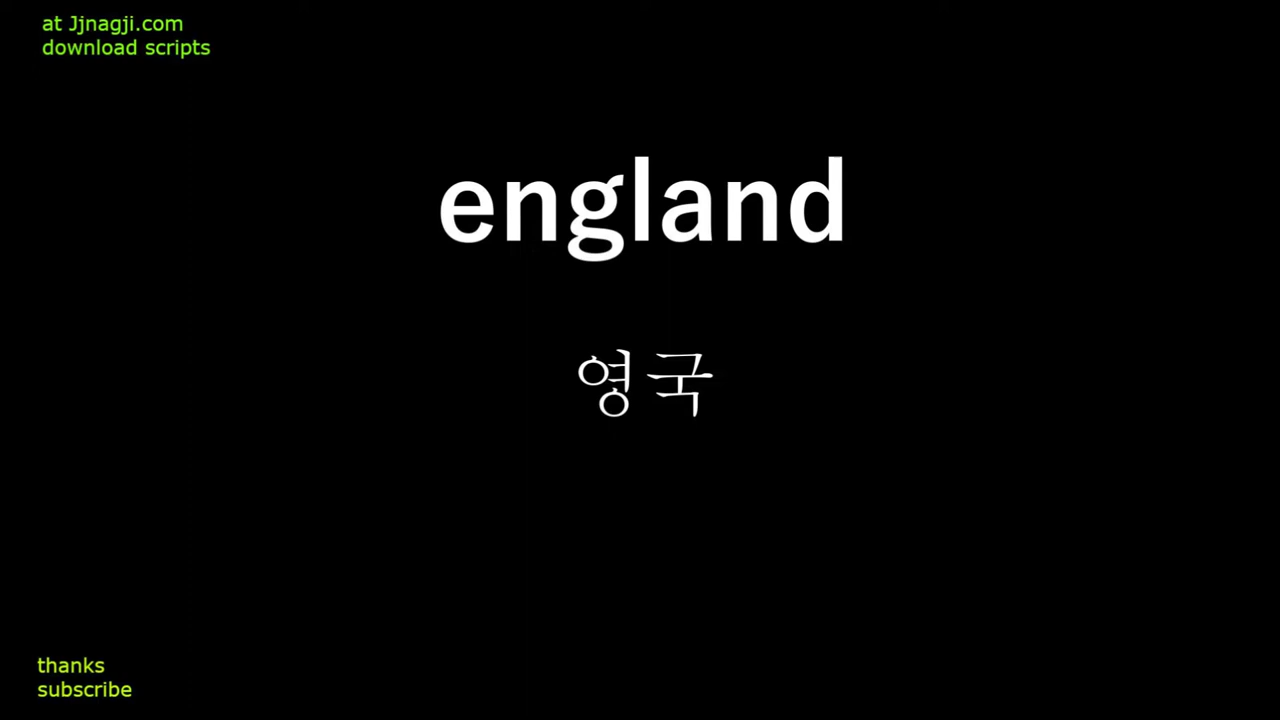 at Jjnagji.com
download scripts
england
영국
thanks
subscribe